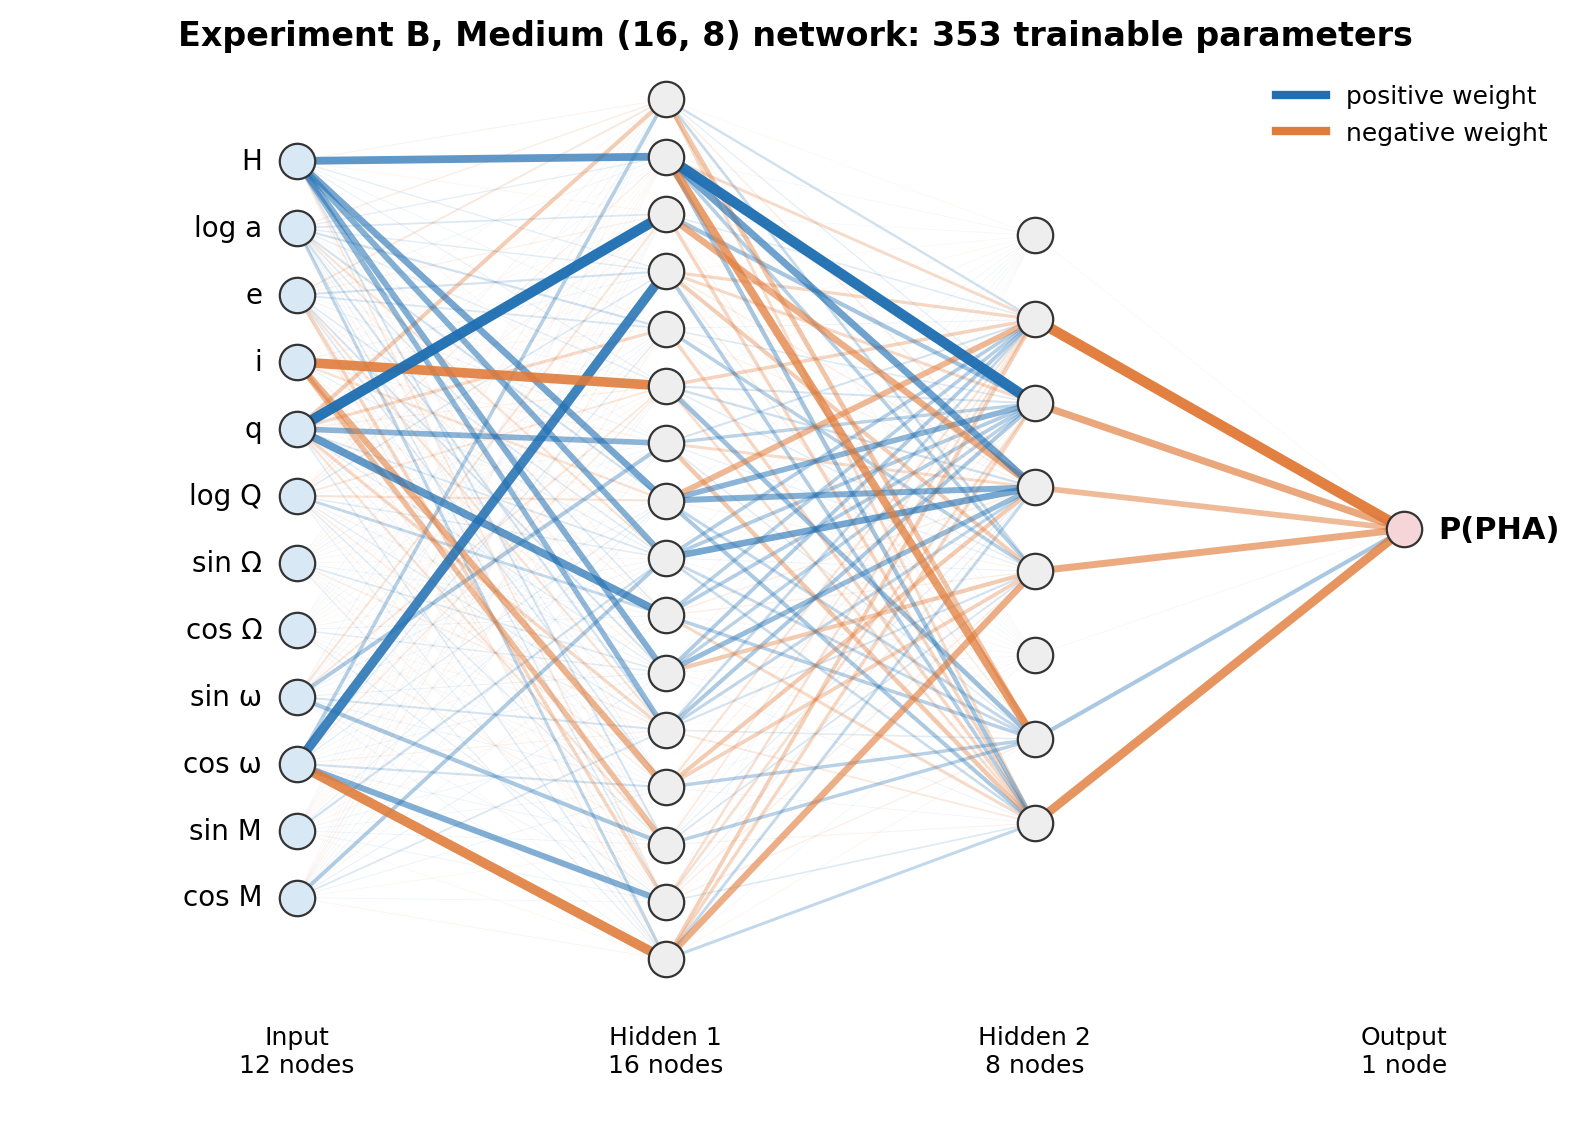 Experiment B, Medium (16, 8) network: 353 trainable parameters
positive weight
negative weight
H
log a
e
i
q
log Q
sin Ω
cos Ω
sin ω
cos ω
sin M
cos M
P(PHA)
Input
12 nodes
Hidden 1
16 nodes
Hidden 2
8 nodes
Output
1 node